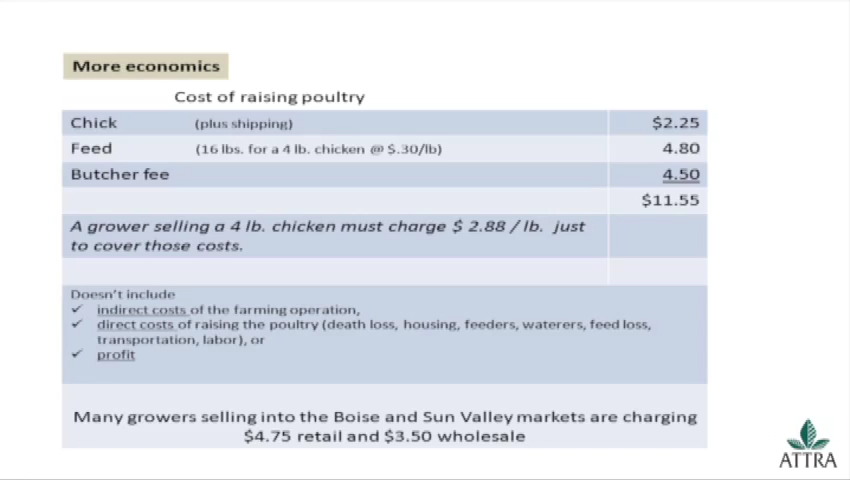 More economics
Cost of raising poultry
Chick (plus shipping) $2.25
Feed (16 lbs. for a 4 lb. chicken @ $.30/lb) 4.80
Butcher fee 4.50
$11.55
A grower selling a 4 lb. chicken must charge $ 2.88 / lb. just
to cover those costs.
Doesn't include
✓ indirect costs of the farming operation,
✓ direct costs of raising the poultry (death loss, housing, feeders, waterers, feed loss,
transportation, labor), or
✓ profit
Many growers selling into the Boise and Sun Valley markets are charging
$4.75 retail and $3.50 wholesale
ATTRA